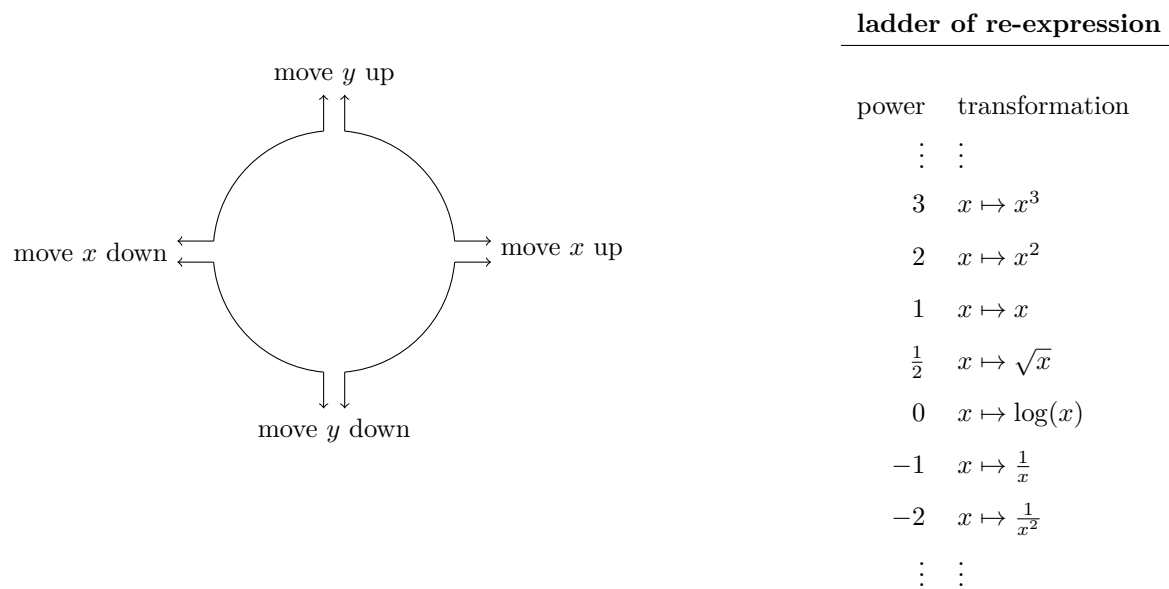 ladder of re-expression
move y up
move x down
move x up
move y down
power transformation
⋮ ⋮
3 x ↦ x³
2 x ↦ x²
1 x ↦ x
½ x ↦ √x
0 x ↦ log(x)
−1 x ↦ 1/x
−2 x ↦ 1/x²
⋮ ⋮